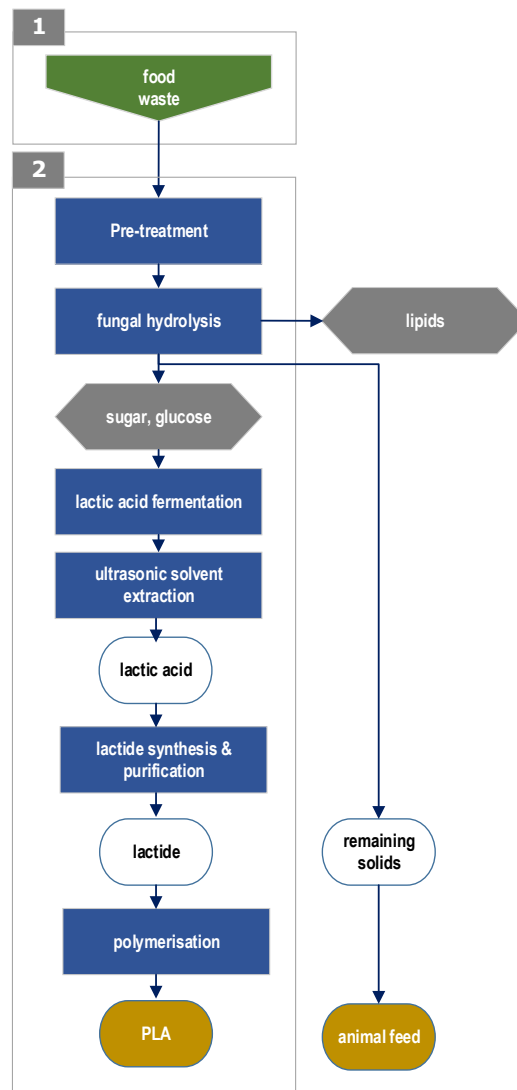 1
food
waste
2
Pre-treatment
fungal hydrolysis
lipids
sugar, glucose
lactic acid fermentation
ultrasonic solvent
extraction
lactic acid
lactide synthesis &
purification
lactide
remaining
solids
polymerisation
PLA
animal feed